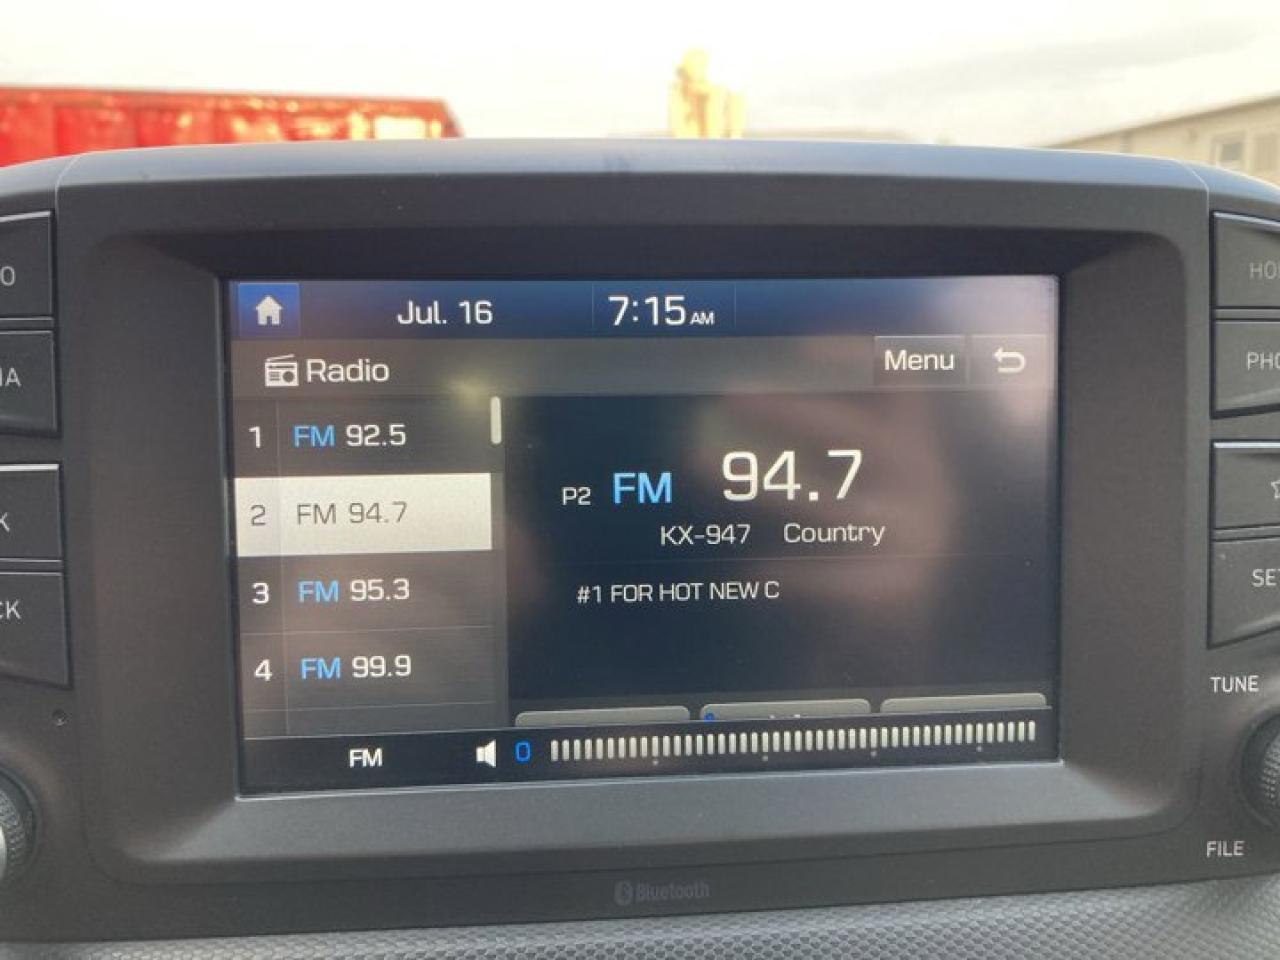 Jul. 16 7:15 AM
Radio Menu
1 FM 92.5
2 FM 94.7
3 FM 95.3
4 FM 99.9
P2 FM 94.7
KX-947 Country
#1 FOR HOT NEW C
FM 0
TUNE
FILE
Bluetooth